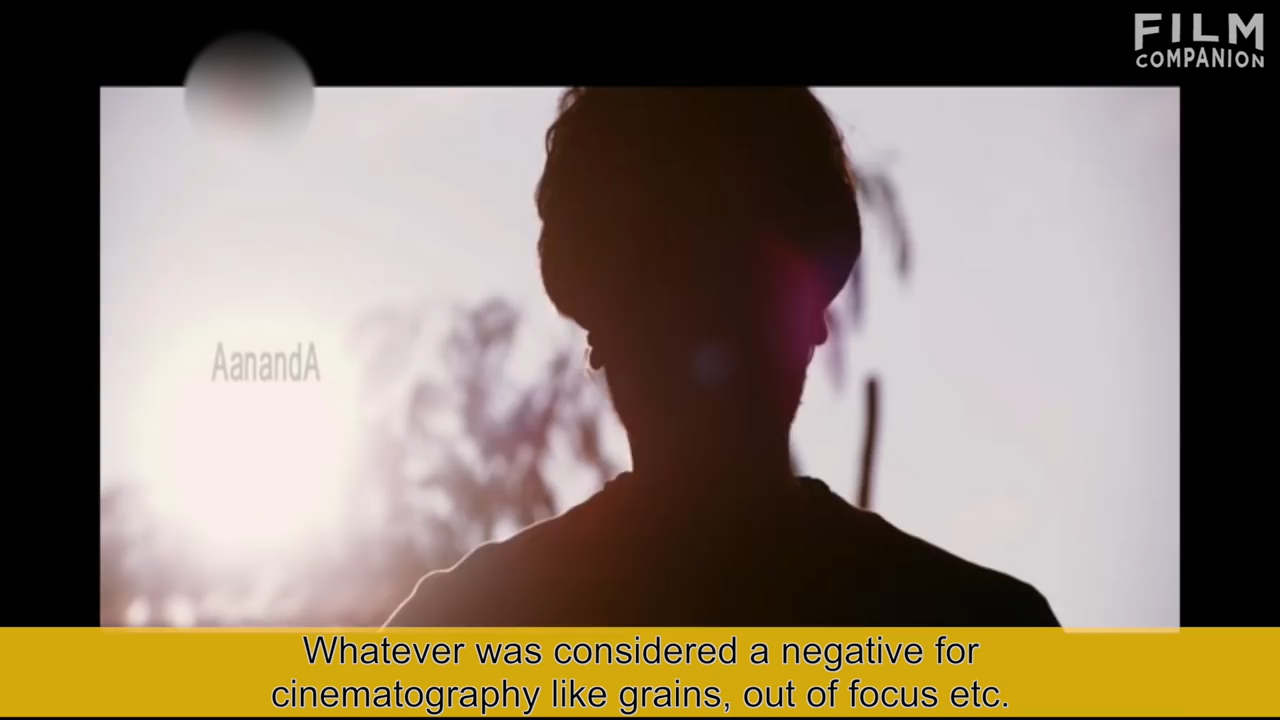 FILM
COMPANION
AanandA
Whatever was considered a negative for
cinematography like grains, out of focus etc.